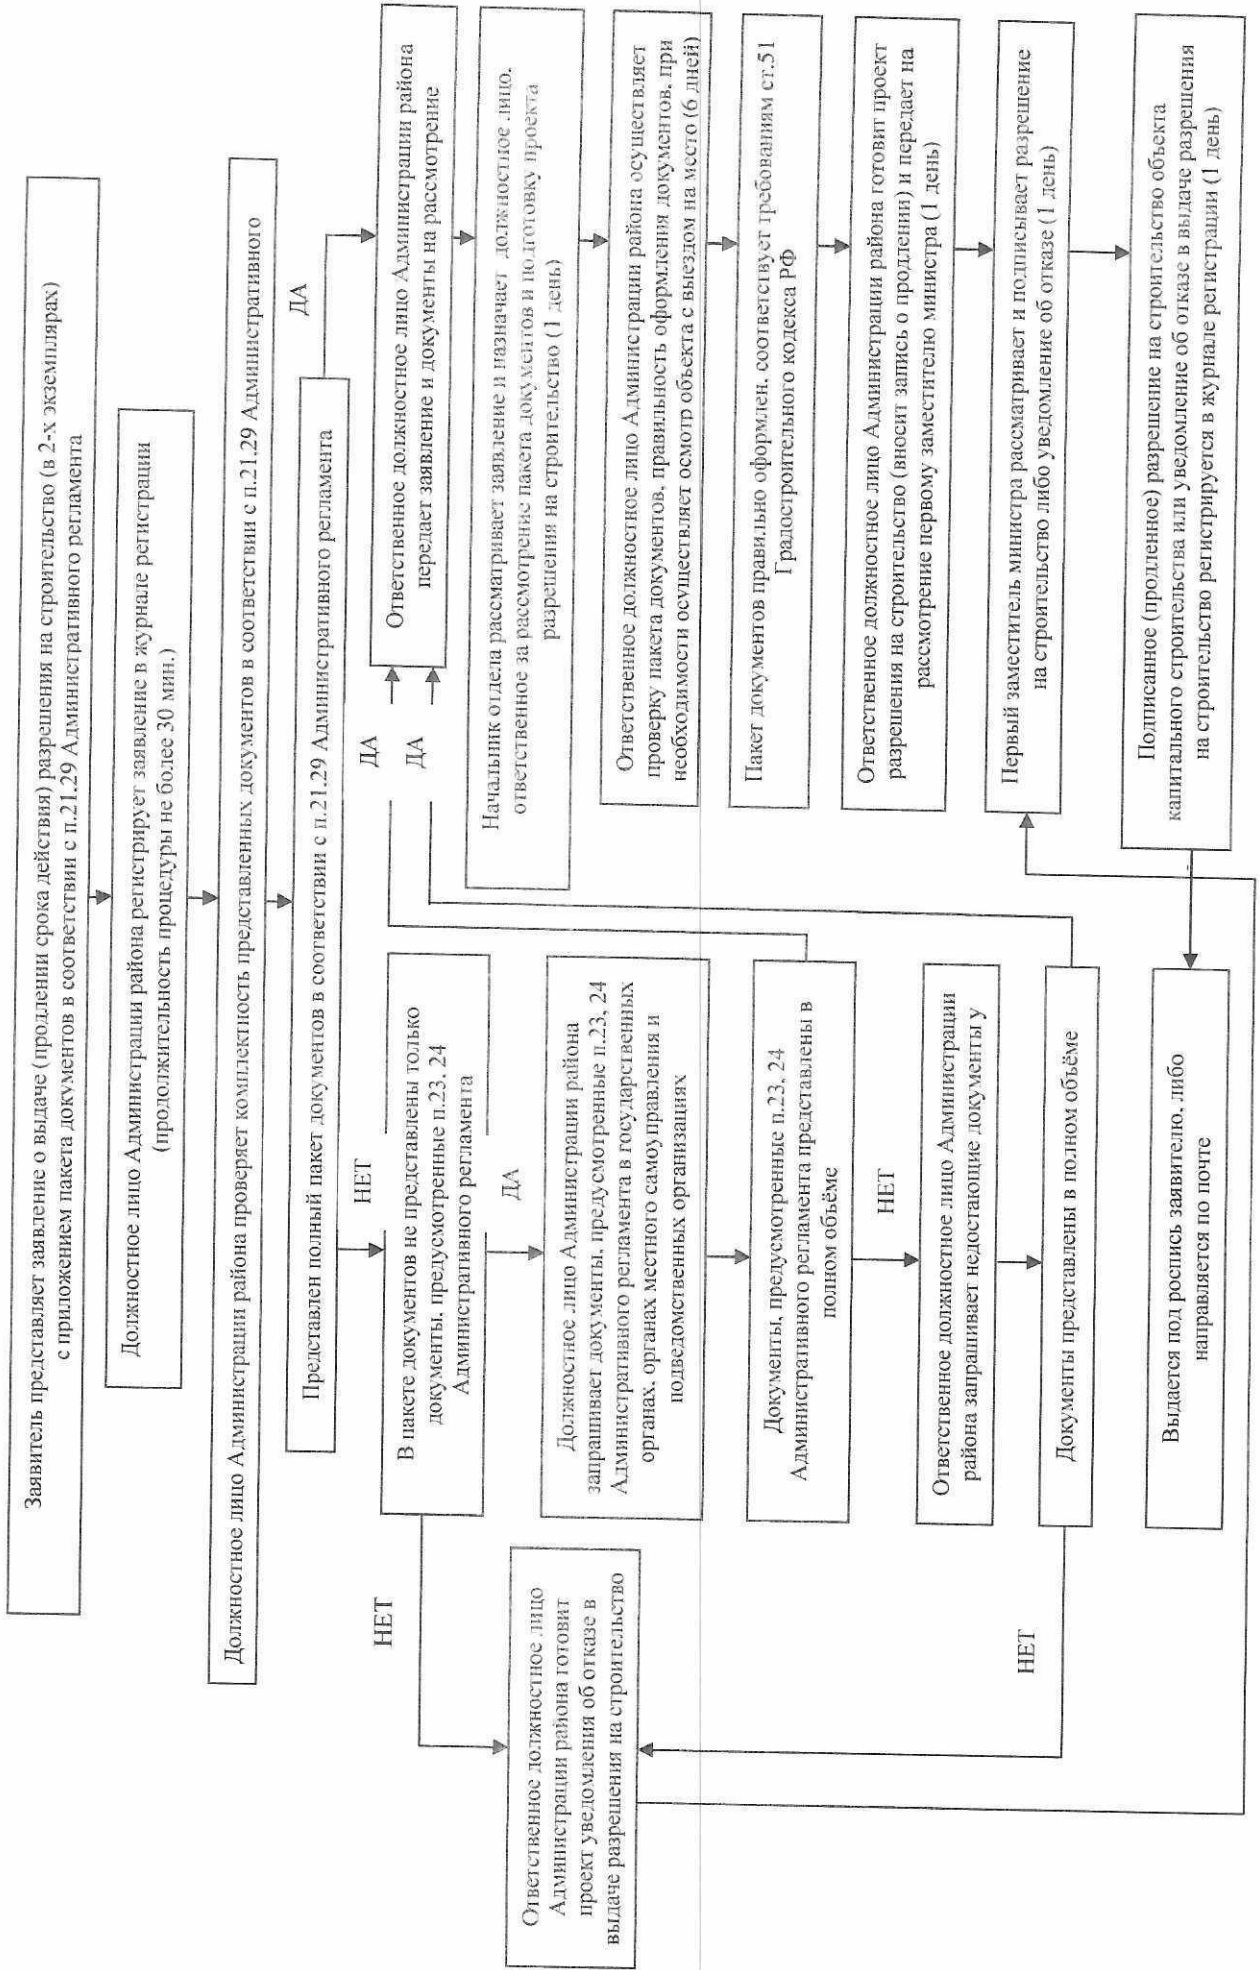 Заявитель представляет заявление о выдаче (продлении срока действия) разрешения на строительство (в 2-х экземплярах)
с приложением пакета документов в соответствии с п.21.29 Административного регламента
Должностное лицо Администрации района регистрирует заявление в журнале регистрации
(продолжительность процедуры не более 30 мин.)
Должностное лицо Администрации района проверяет комплектность представленных документов в соответствии с п.21.29 Административного
Представлен полный пакет документов в соответствии с п.21.29 Административного регламента
ДА
НЕТ
Ответственное должностное лицо Администрации района
передает заявление и документы на рассмотрение
ДА
ДА
В пакете документов не представлены только
документы, предусмотренные п.23, 24
Административного регламента
НЕТ
ДА
Начальник отдела рассматривает заявление и назначает должностное лицо,
ответственное за рассмотрение пакета документов и подготовку проекта
разрешения на строительство (1 день)
Ответственное должностное лицо
Администрации района готовит
проект уведомления об отказе в
выдаче разрешения на строительство
Должностное лицо Администрации района
запрашивает документы, предусмотренные п.23, 24
Административного регламента в государственных
органах, органах местного самоуправления и
подведомственных организациях
Ответственное должностное лицо Администрации района осуществляет
проверку пакета документов, правильность оформления документов, при
необходимости осуществляет осмотр объекта с выездом на место (6 дней)
Документы, предусмотренные п.23, 24
Административного регламента представлены в
полном объёме
НЕТ
Пакет документов правильно оформлен, соответствует требованиям ст.51
Градостроительного кодекса РФ
Ответственное должностное лицо Администрации района готовит проект
разрешения на строительство (вносит запись о продлении) и передает на
рассмотрение первому заместителю министра (1 день)
Ответственное должностное лицо Администрации
района запрашивает недостающие документы у
Первый заместитель министра рассматривает и подписывает разрешение
на строительство либо уведомление об отказе (1 день)
Документы представлены в полном объёме
НЕТ
Подписанное (продленное) разрешение на строительство объекта
капитального строительства или уведомление об отказе в выдаче разрешения
на строительство регистрируется в журнале регистрации (1 день)
Выдается под роспись заявителю, либо
направляется по почте